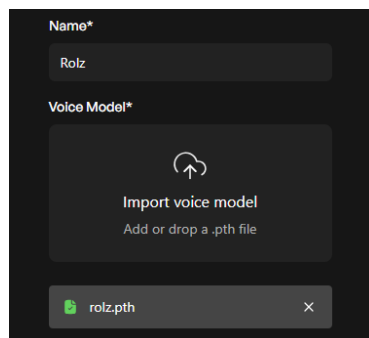 Name*
Rolz
Voice Model*
Import voice model
Add or drop a .pth file
rolz.pth